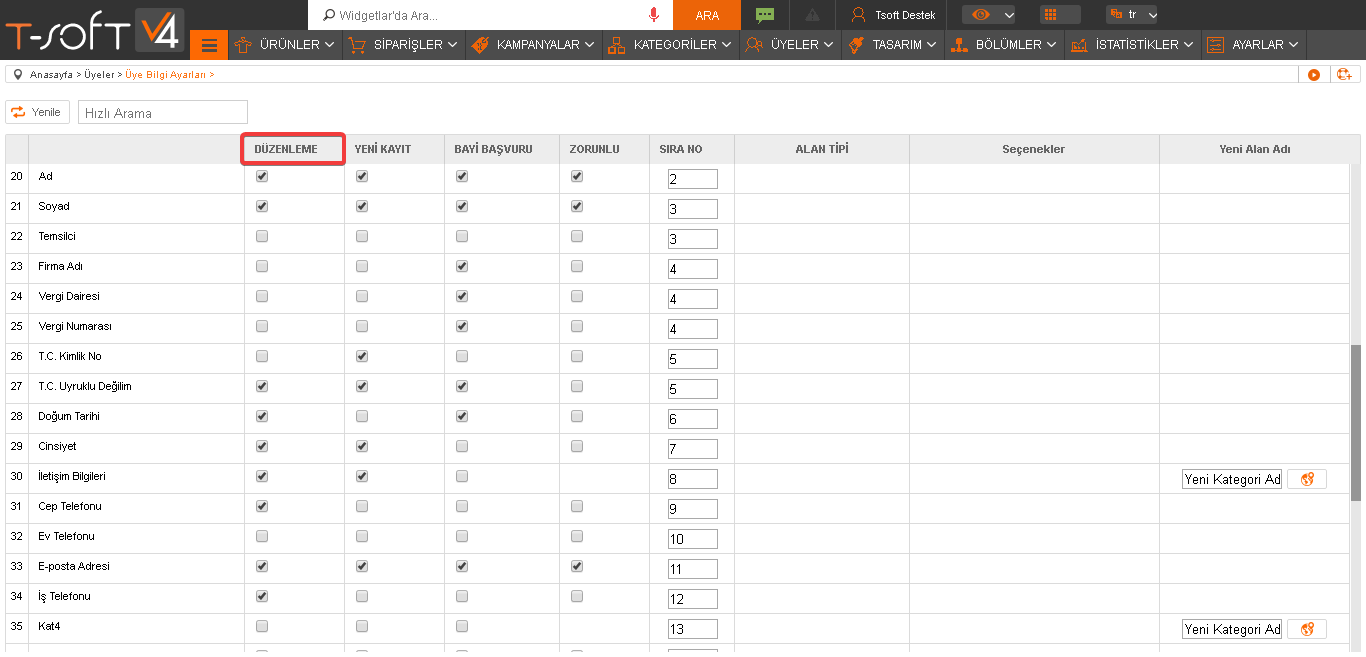 T-SOFT V4
Widgetlar'da Ara...
ARA
Tsoft Destek
tr
ÜRÜNLER
SİPARİŞLER
KAMPANYALAR
KATEGORİLER
ÜYELER
TASARIM
BÖLÜMLER
İSTATİSTİKLER
AYARLAR
Anasayfa > Üyeler > Üye Bilgi Ayarları >
Yenile
Hızlı Arama
DÜZENLEME YENİ KAYIT BAYİ BAŞVURU ZORUNLU SIRA NO ALAN TİPİ Seçenekler Yeni Alan Adı
20 Ad 2
21 Soyad 3
22 Temsilci 3
23 Firma Adı 4
24 Vergi Dairesi 4
25 Vergi Numarası 4
26 T.C. Kimlik No 5
27 T.C. Uyruklu Değilim 5
28 Doğum Tarihi 6
29 Cinsiyet 7
30 İletişim Bilgileri 8 Yeni Kategori Ad
31 Cep Telefonu 9
32 Ev Telefonu 10
33 E-posta Adresi 11
34 İş Telefonu 12
35 Kat4 13 Yeni Kategori Ad